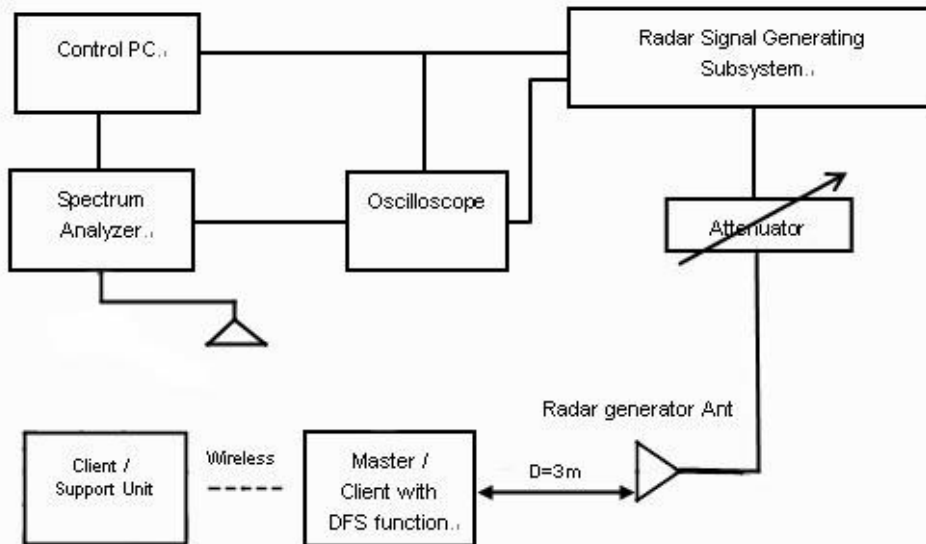 Control PC
Radar Signal Generating
Subsystem
Spectrum
Analyzer
Oscilloscope
Attenuator
Radar generator Ant
Client /
Support Unit
Wireless
Master /
Client with
DFS function
D=3m